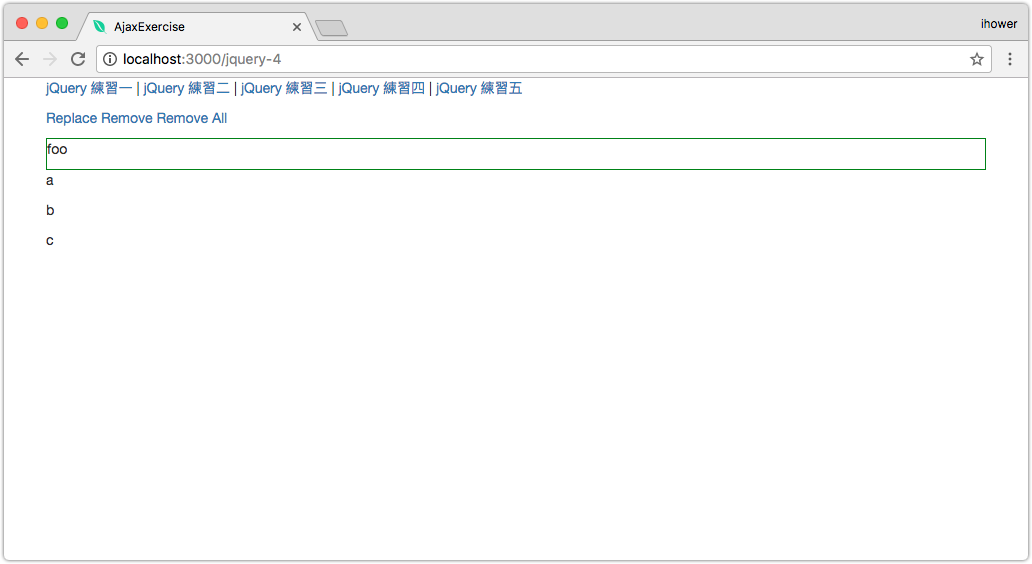 AjaxExercise
ihower
localhost:3000/jquery-4
jQuery 練習一 | jQuery 練習二 | jQuery 練習三 | jQuery 練習四 | jQuery 練習五
Replace Remove Remove All
foo
a
b
c